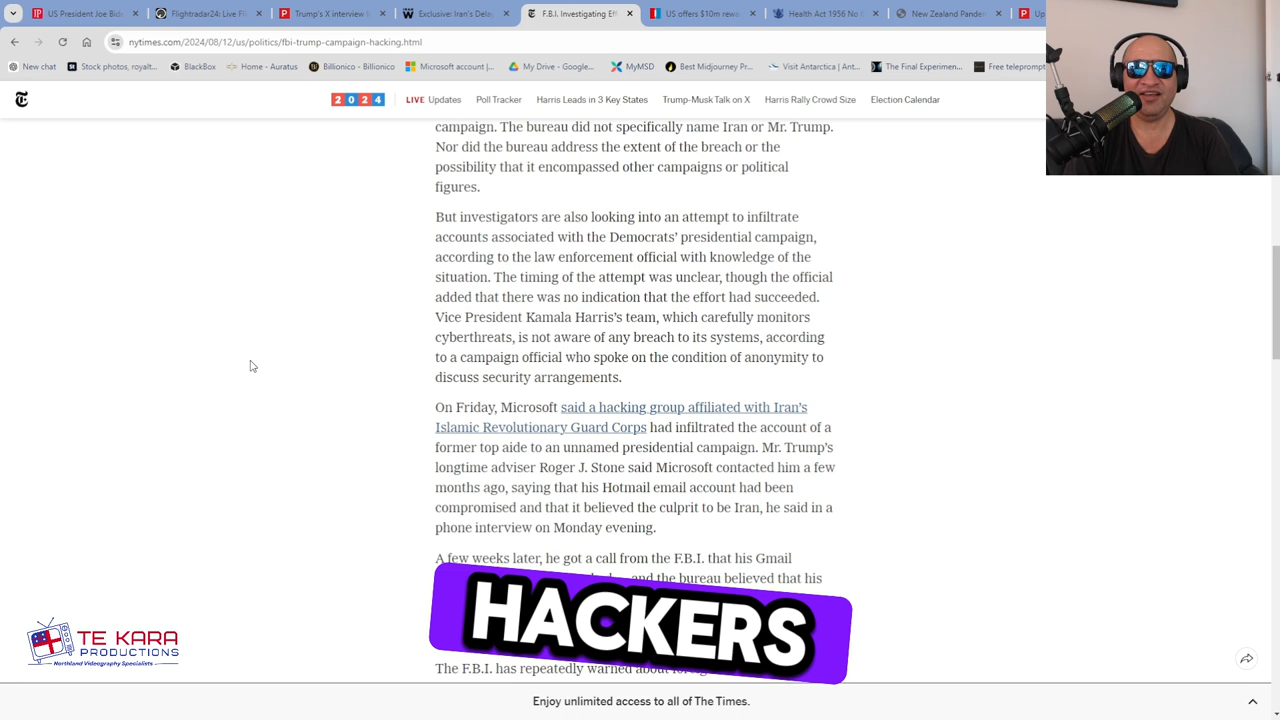 US President Joe Bid
Flightradar24: Live Fl
Trump's X interview
Exclusive: Iran's Dela
F.B.I. Investigating Ef
US offers $10m rewa
Health Act 1956 No
New Zealand Pande
Up
nytimes.com/2024/08/12/us/politics/fbi-trump-campaign-hacking.html
New chat
Stock photos, royalt...
BlackBox
Home - Auratus
Billionico - Billionico
Microsoft account |...
My Drive - Google...
MyMSD
Best Midjourney Pr...
Visit Antarctica | Ant...
The Final Experimen...
Free teleprompt
2024 LIVE Updates Poll Tracker Harris Leads in 3 Key States Trump-Musk Talk on X Harris Rally Crowd Size Election Calendar
campaign. The bureau did not specifically name Iran or Mr. Trump.
Nor did the bureau address the extent of the breach or the
possibility that it encompassed other campaigns or political
figures.
But investigators are also looking into an attempt to infiltrate
accounts associated with the Democrats' presidential campaign,
according to the law enforcement official with knowledge of the
situation. The timing of the attempt was unclear, though the official
added that there was no indication that the effort had succeeded.
Vice President Kamala Harris's team, which carefully monitors
cyberthreats, is not aware of any breach to its systems, according
to a campaign official who spoke on the condition of anonymity to
discuss security arrangements.
On Friday, Microsoft said a hacking group affiliated with Iran's
Islamic Revolutionary Guard Corps had infiltrated the account of a
former top aide to an unnamed presidential campaign. Mr. Trump's
longtime adviser Roger J. Stone said Microsoft contacted him a few
months ago, saying that his Hotmail email account had been
compromised and that it believed the culprit to be Iran, he said in a
phone interview on Monday evening.
A few weeks later, he got a call from the F.B.I. that his Gmail
and the bureau believed that his
HACKERS
The F.B.I. has repeatedly warned about
TE KARA
PRODUCTIONS
Northland Videography Specialists
Enjoy unlimited access to all of The Times.